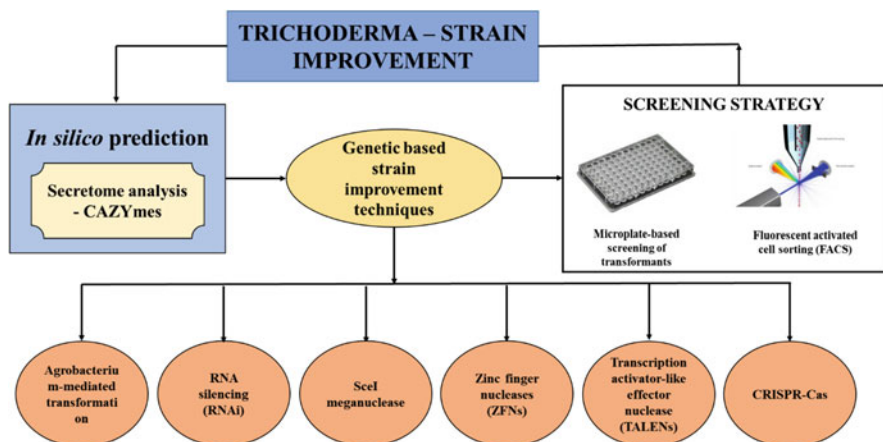 TRICHODERMA – STRAIN
IMPROVEMENT
In silico prediction
Secretome analysis
- CAZYmes
Genetic based
strain
improvement
techniques
SCREENING STRATEGY
Microplate-based
screening of
transformants
Fluorescent activated
cell sorting (FACS)
Agrobacteriu
m-mediated
transformati
on
RNA
silencing
(RNAi)
SceI
meganuclease
Zinc finger
nucleases
(ZFNs)
Transcription
activator-like
effector
nuclease
(TALENs)
CRISPR-Cas